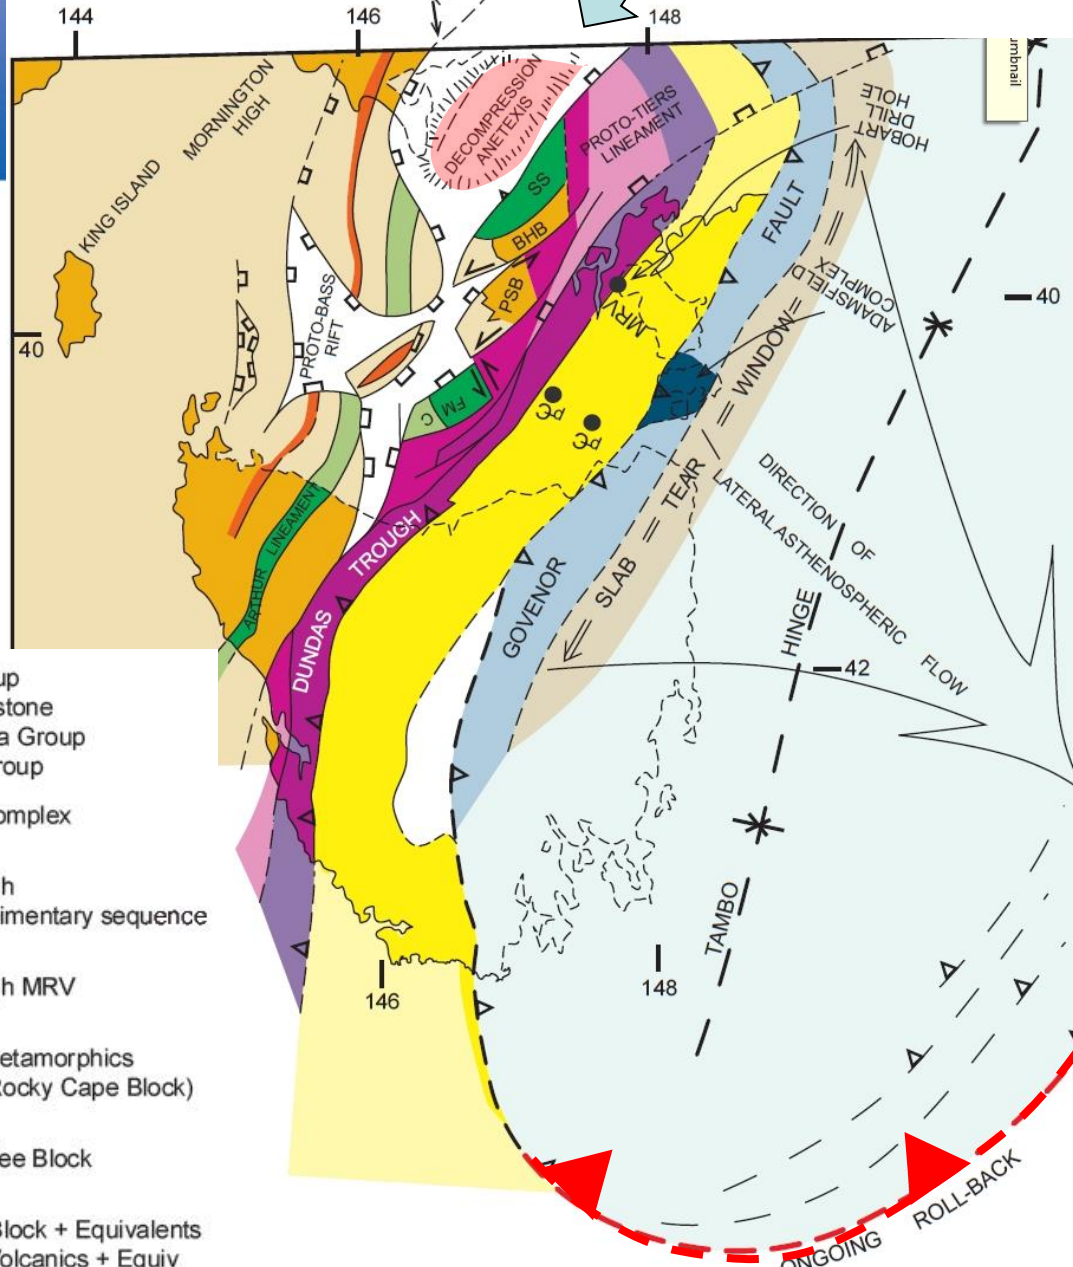 144
146
148
umbnail
MORNINGTON
HIGH
KING ISLAND
DECOMPRESSION
ANETEXIS
PROTO-TIERS
LINEAMENT
HOBART
DRILL
HOLE
SS
BHB
PSB
FAULT
ADAMSFIELD
COMPLEX
40
40
PROTO-BASS
RIFT
MRV
WINDOW
C
FM
pC
pC
TEAR
DIRECTION OF
LATERAL ASTHENOSPHERIC FLOW
ARTHUR LINEAMENT
TROUGH
DUNDAS
GOVENOR
SLAB
HINGE
42
up
stone
a Group
roup
omplex
h
imentary sequence
h MRV
etamorphics
Rocky Cape Block)
ee Block
Block + Equivalents
Volcanics + Equiv
TAMBO
146
148
ONGOING
ROLL-BACK